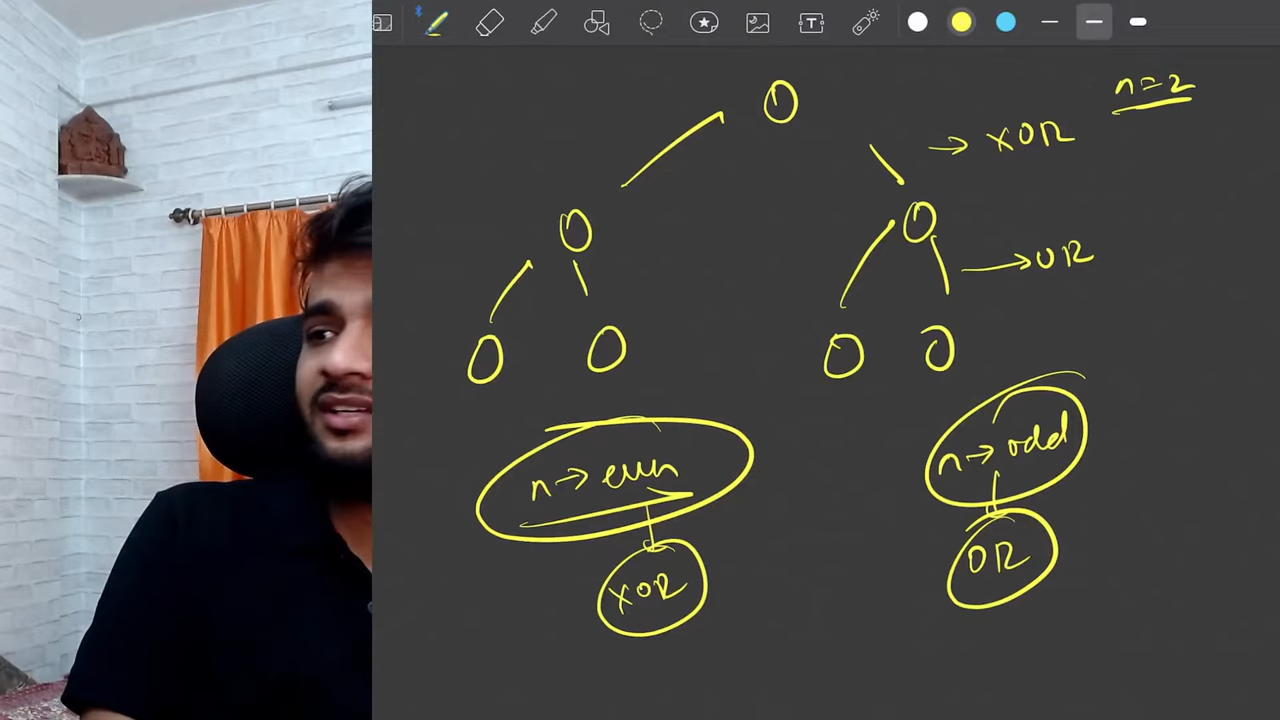 n=2
→ XOR
→ OR
n → even
n → odd
XOR
OR